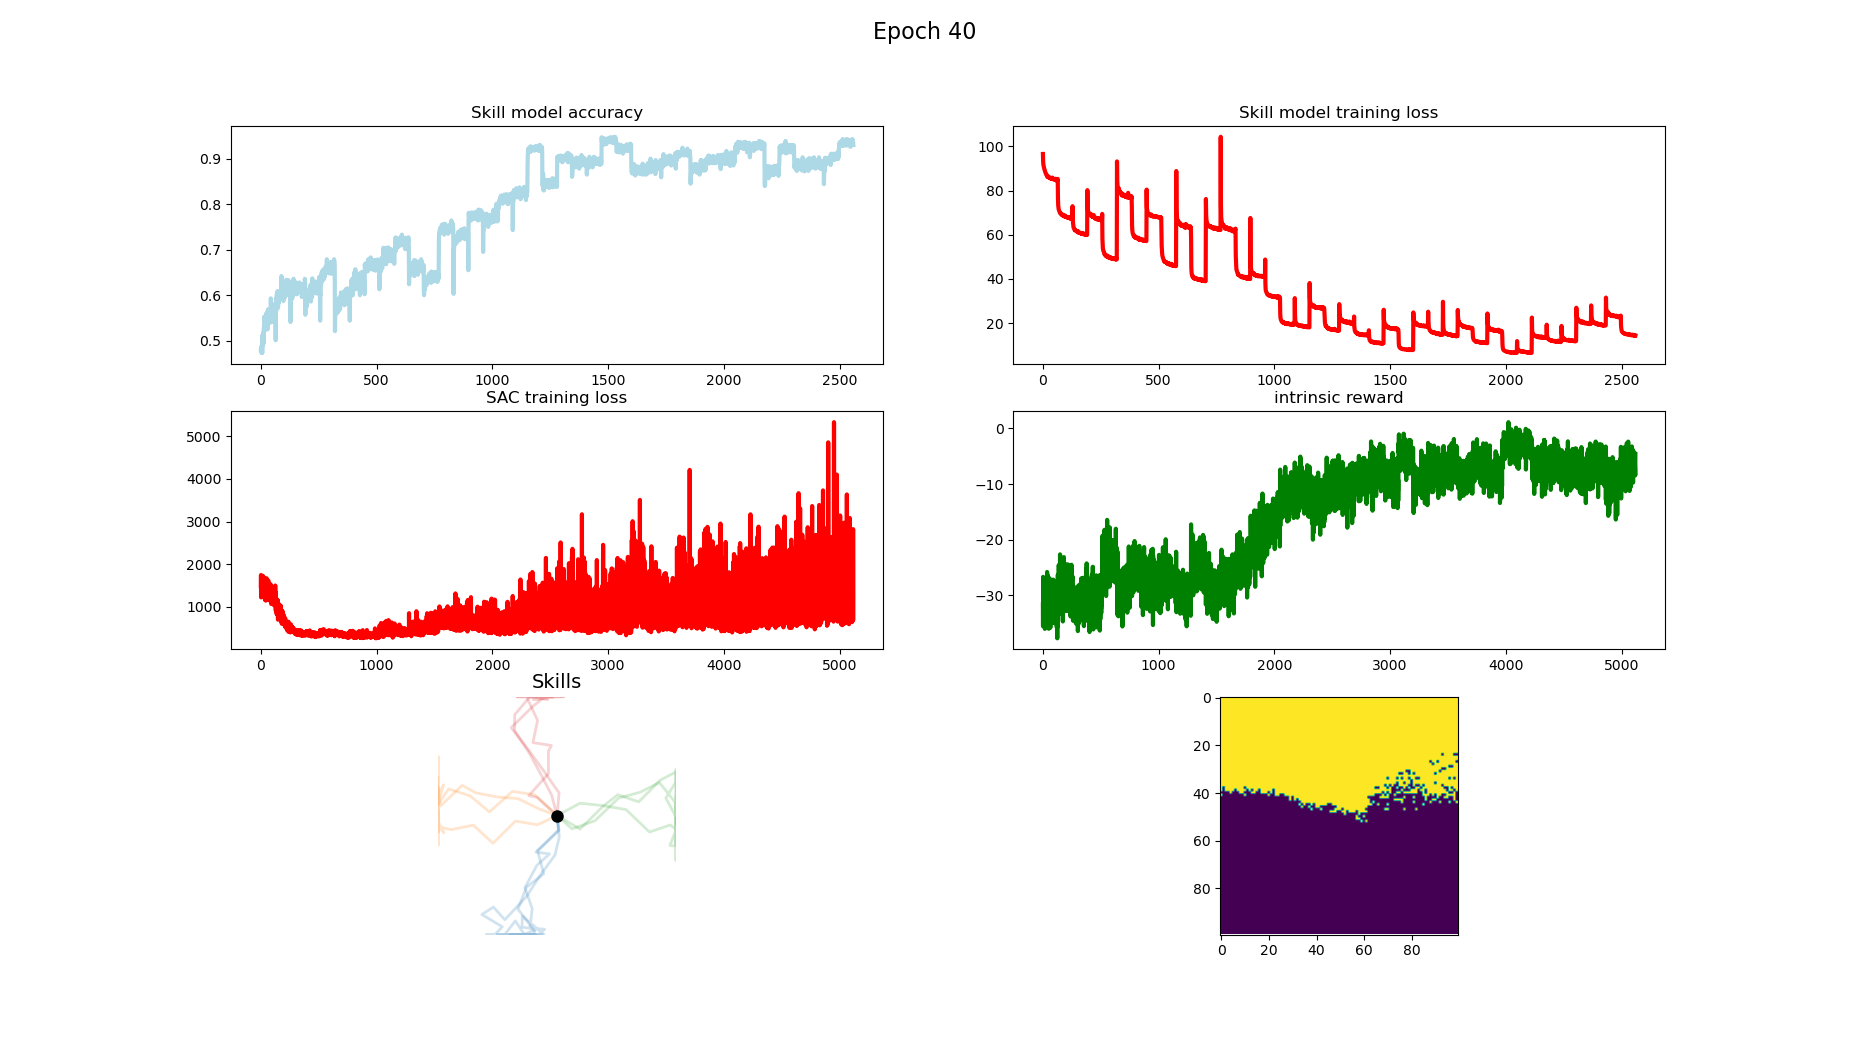 Epoch 40
Skill model accuracy
0.9
0.8
0.7
0.6
0.5
0 500 1000 1500 2000 2500
Skill model training loss
100
80
60
40
20
0 500 1000 1500 2000 2500
SAC training loss
5000
4000
3000
2000
1000
0 1000 2000 3000 4000 5000
intrinsic reward
0
−10
−20
−30
0 1000 2000 3000 4000 5000
Skills
0
20
40
60
80
0 20 40 60 80